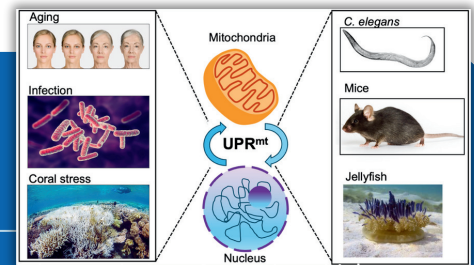 Aging
Infection
Coral stress
Mitochondria
UPRmt
Nucleus
C. elegans
Mice
Jellyfish